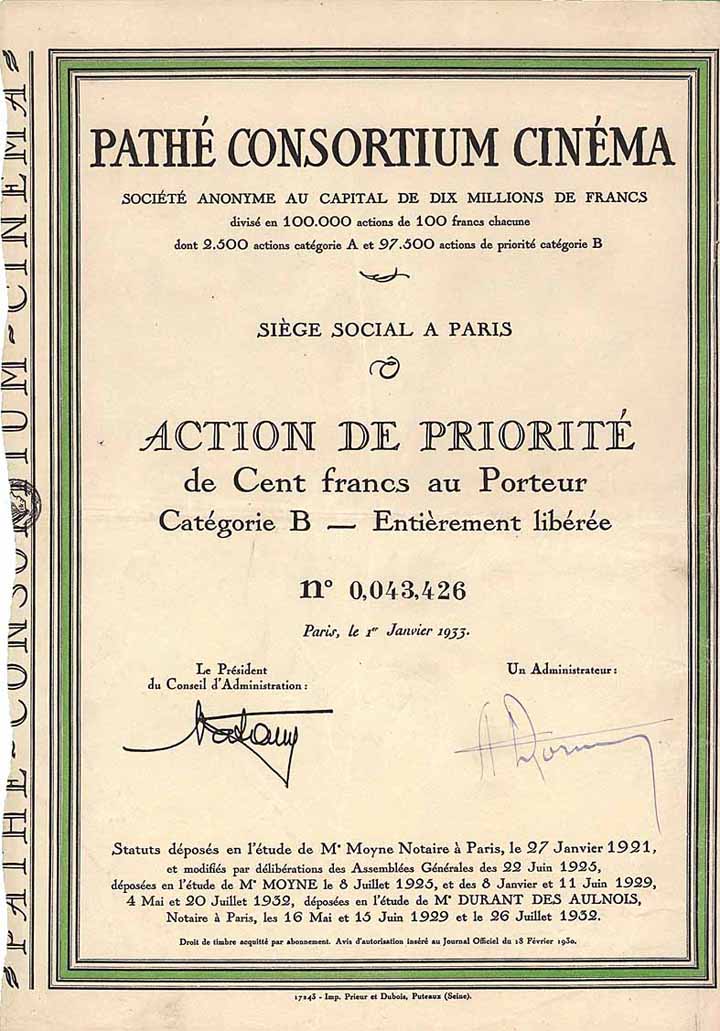 PATHÉ CONSORTIUM CINÉMA
SOCIÉTÉ ANONYME AU CAPITAL DE DIX MILLIONS DE FRANCS
divisé en 100.000 actions de 100 francs chacune
dont 2.500 actions catégorie A et 97.500 actions de priorité catégorie B
SIÈGE SOCIAL A PARIS
ACTION DE PRIORITÉ
de Cent francs au Porteur
Catégorie B — Entièrement libérée
n° 0,043,426
Paris, le 1er Janvier 1933.
Le Président
du Conseil d'Administration :
Un Administrateur :
Statuts déposés en l'étude de Me Moyne Notaire à Paris, le 27 Janvier 1921,
et modifiés par délibérations des Assemblées Générales des 22 Juin 1925,
déposées en l'étude de Me MOYNE le 8 Juillet 1925, et des 8 Janvier et 11 Juin 1929,
4 Mai et 20 Juillet 1932, déposées en l'étude de Me DURANT DES AULNOIS,
Notaire à Paris, les 16 Mai et 15 Juin 1929 et le 26 Juillet 1932.
Droit de timbre acquitté par abonnement. Avis d'autorisation inséré au Journal Officiel du 18 Février 1930.
17245 - Imp. Prieur et Dubois, Puteaux (Seine).
PATHÉ-CONSORTIUM-CINÉMA